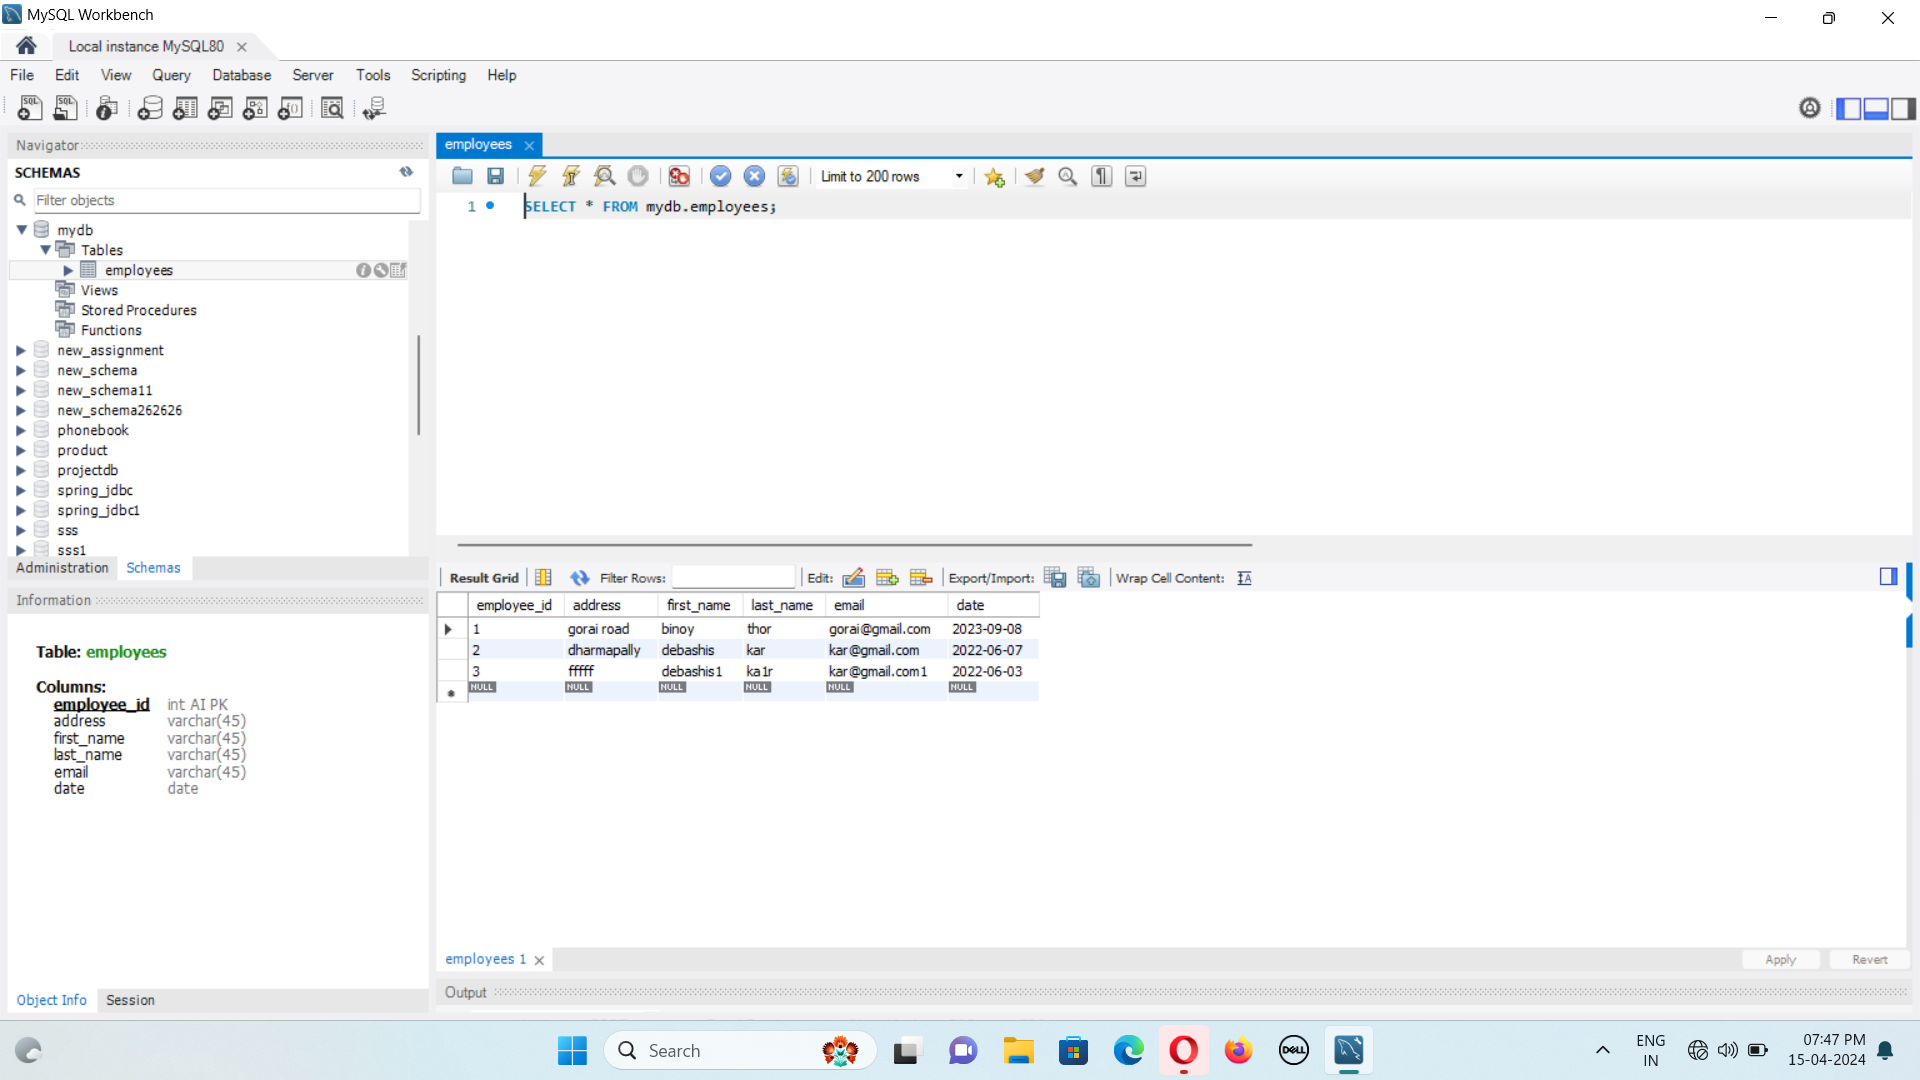 MySQL Workbench
Local instance MySQL80
File Edit View Query Database Server Tools Scripting Help
Navigator
SCHEMAS
Filter objects
mydb
Tables
employees
Views
Stored Procedures
Functions
new_assignment
new_schema
new_schema11
new_schema262626
phonebook
product
projectdb
spring_jdbc
spring_jdbc1
sss
sss1
Administration Schemas
Information
Table: employees
Columns:
employee_id int AI PK
address varchar(45)
first_name varchar(45)
last_name varchar(45)
email varchar(45)
date date
Object Info Session
employees
Limit to 200 rows
1 SELECT * FROM mydb.employees;
Result Grid Filter Rows: Edit: Export/Import: Wrap Cell Content:
employee_id address first_name last_name email date
1 gorai road binoy thor gorai@gmail.com 2023-09-08
2 dharmapally debashis kar kar@gmail.com 2022-06-07
3 fffff debashis1 ka1r kar@gmail.com1 2022-06-03
NULL NULL NULL NULL NULL NULL
employees 1 Apply Revert
Output
Search
DELL
ENG
IN
07:47 PM
15-04-2024